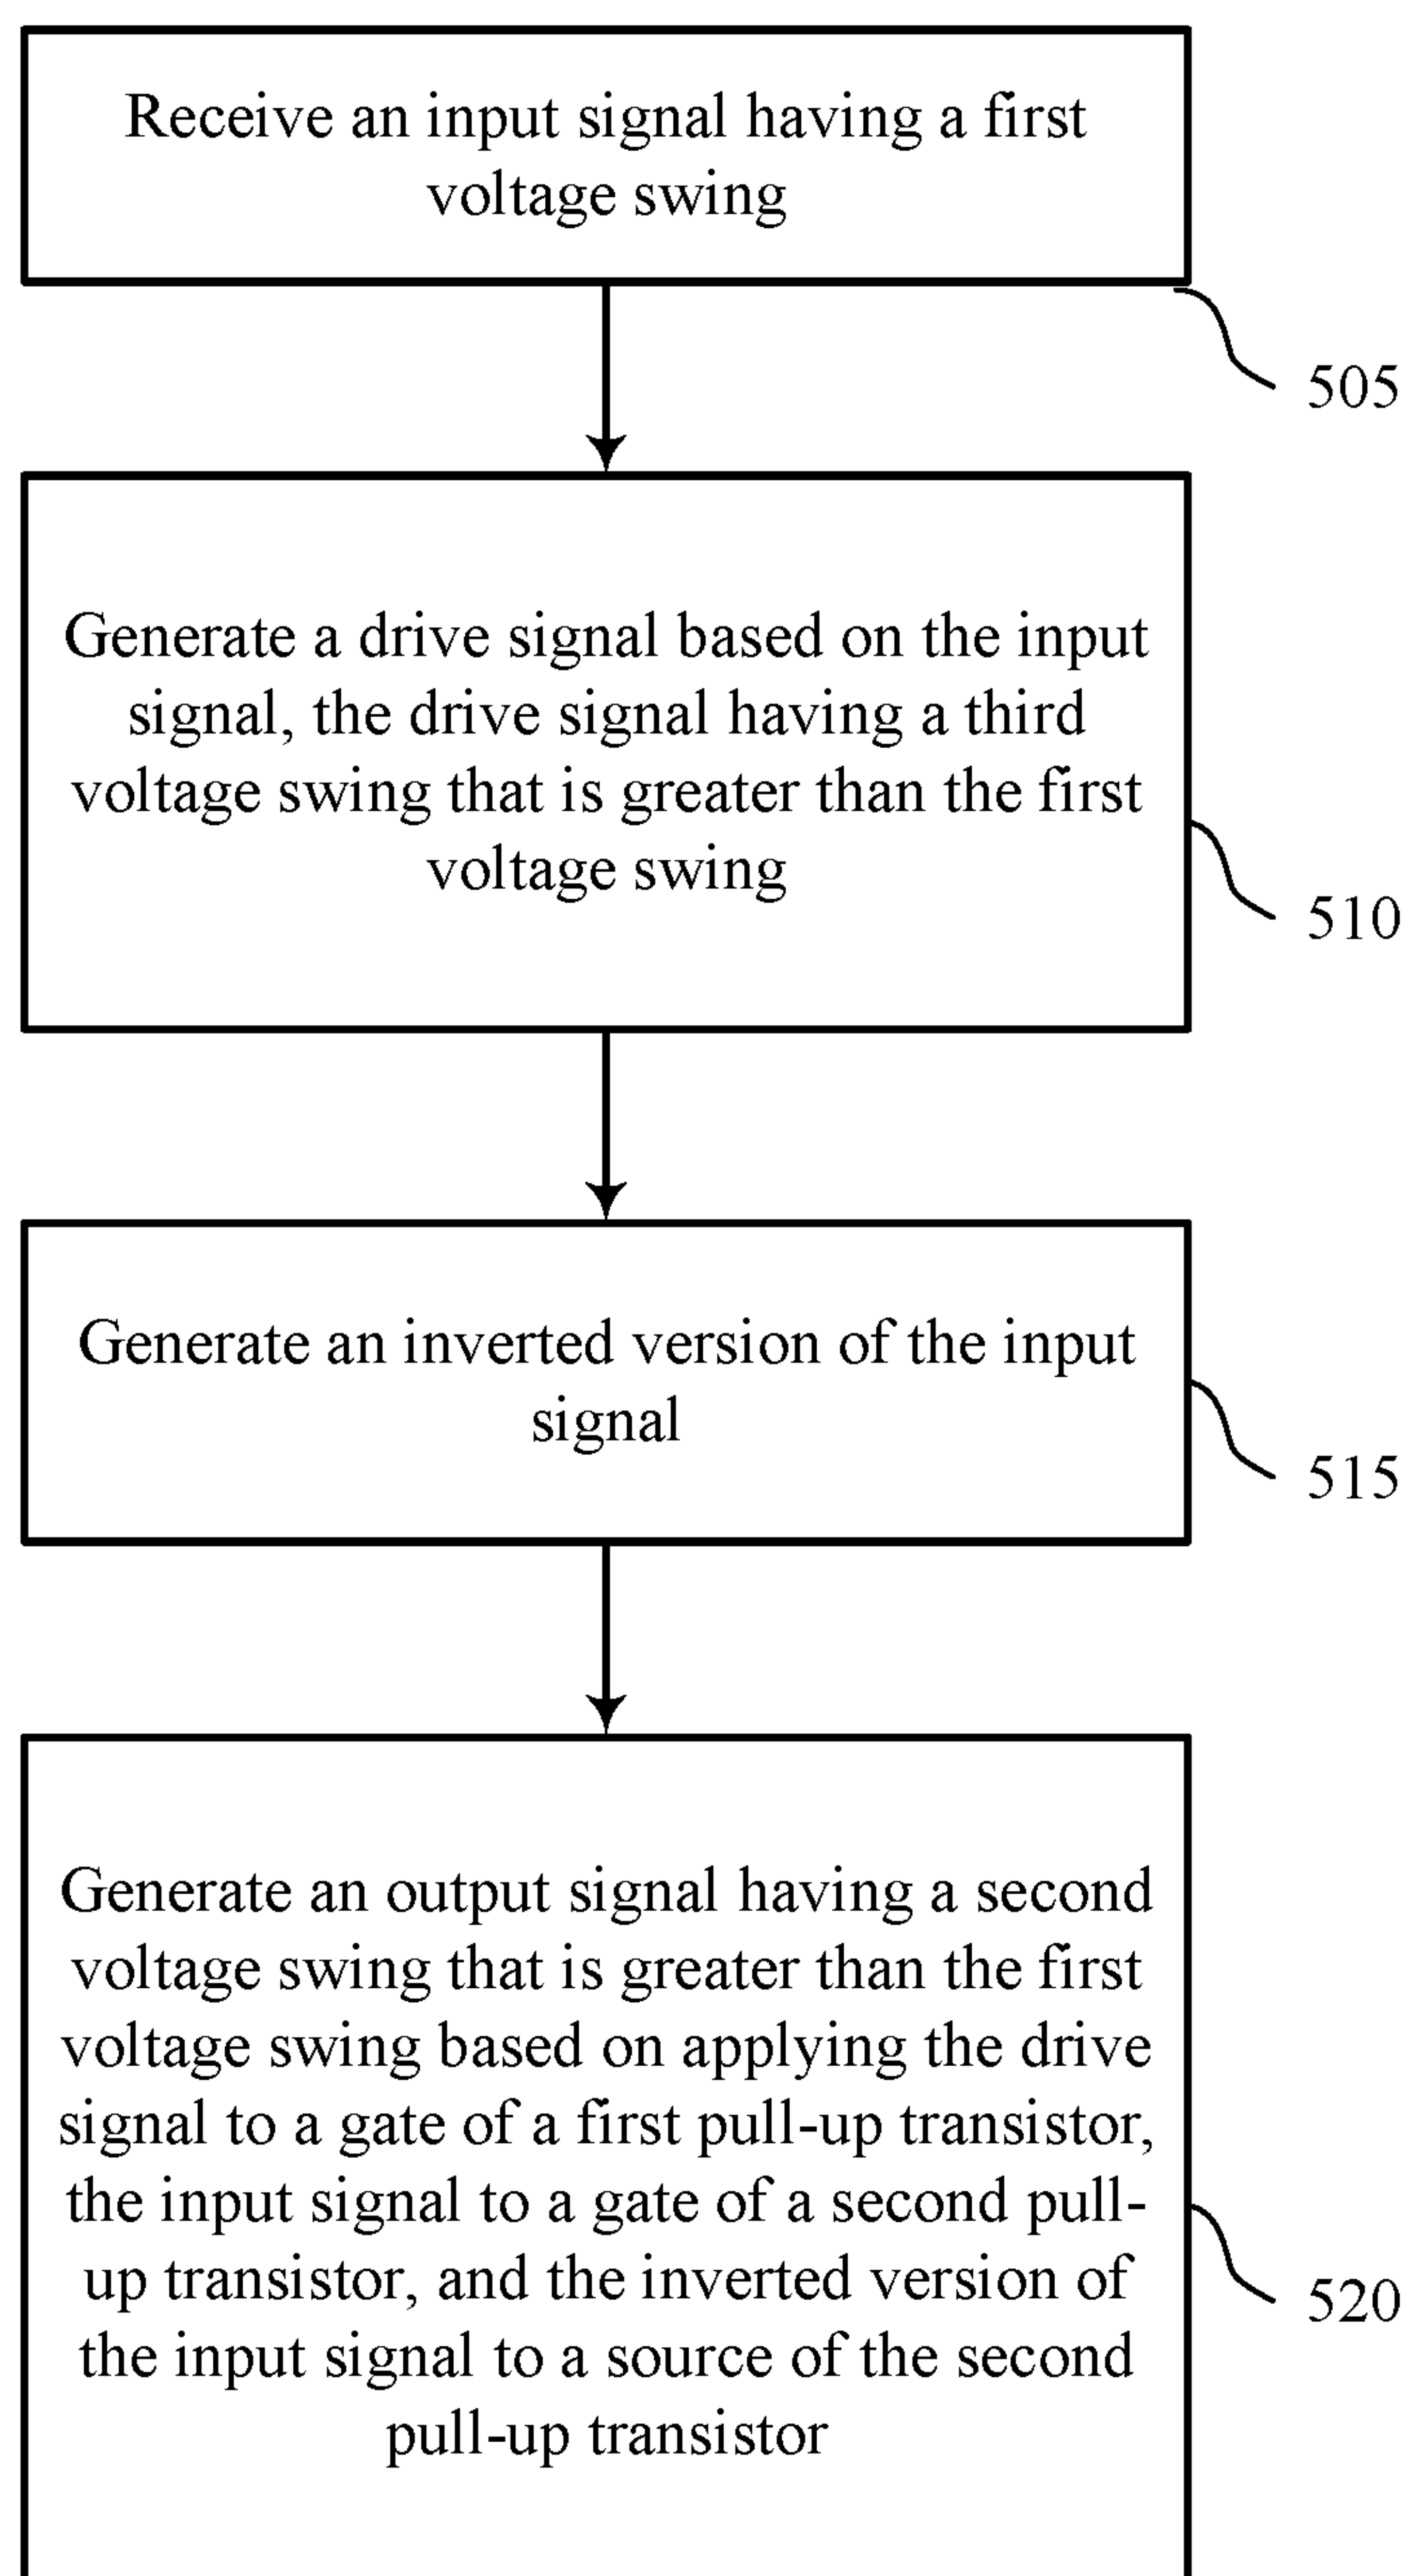 Receive an input signal having a first
voltage swing
505
Generate a drive signal based on the input
signal, the drive signal having a third
voltage swing that is greater than the first
voltage swing
510
Generate an inverted version of the input
signal
515
Generate an output signal having a second
voltage swing that is greater than the first
voltage swing based on applying the drive
signal to a gate of a first pull-up transistor,
the input signal to a gate of a second pull-
up transistor, and the inverted version of
the input signal to a source of the second
pull-up transistor
520